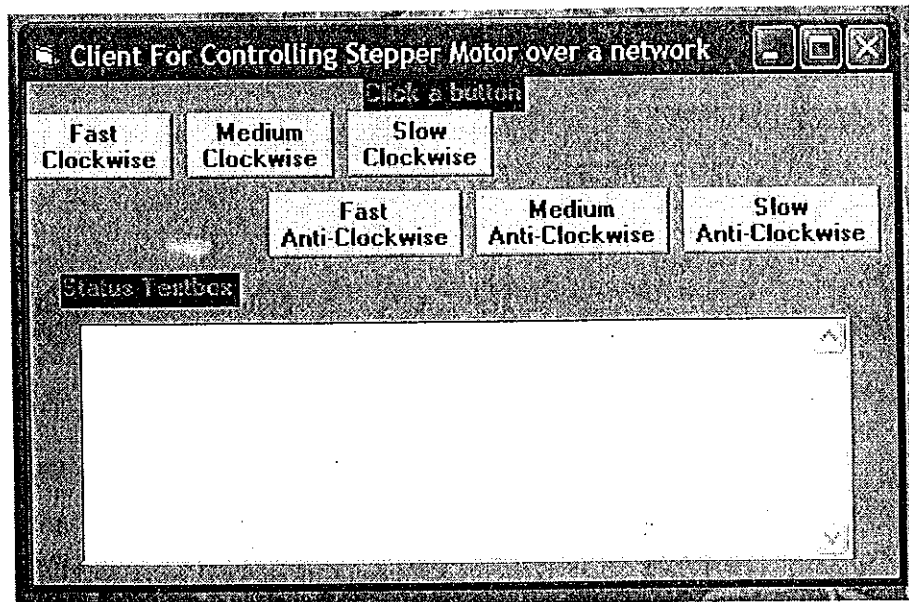 Client For Controlling Stepper Motor over a network
Click a button
Fast
Clockwise
Medium
Clockwise
Slow
Clockwise
Fast
Anti-Clockwise
Medium
Anti-Clockwise
Slow
Anti-Clockwise
Status Textbox